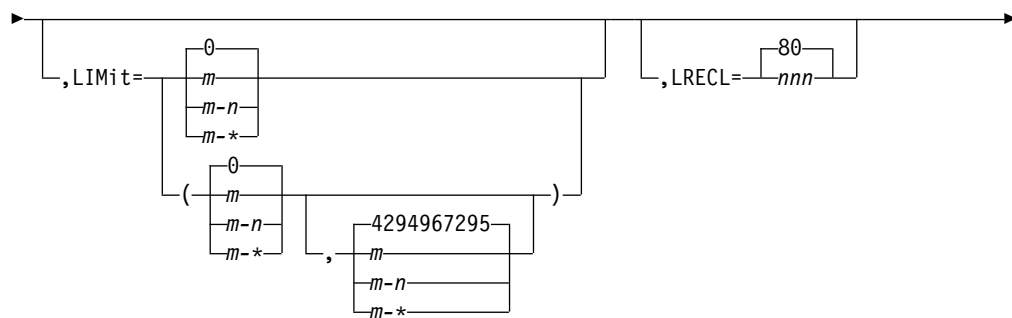 0 80
,LIMit= m ,LRECL= nnn
m-n
m-*
0
( m )
m-n 4294967295
m-* , m
m-n
m-*